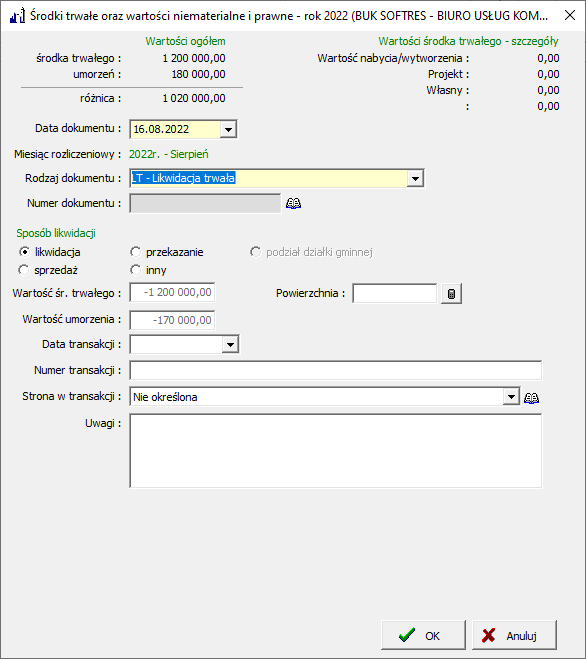 Środki trwałe oraz wartości niematerialne i prawne - rok 2022 (BUK SOFTRES - BIURO USŁUG KOM...
Wartości ogółem
środka trwałego : 1 200 000,00
umorzeń : 180 000,00
różnica : 1 020 000,00
Wartości środka trwałego - szczegóły
Wartość nabycia/wytworzenia : 0,00
Projekt : 0,00
Własny : 0,00
: 0,00
Data dokumentu : 16.08.2022
Miesiąc rozliczeniowy : 2022r. - Sierpień
Rodzaj dokumentu : LT - Likwidacja trwała
Numer dokumentu :
Sposób likwidacji
likwidacja przekazanie podział działki gminnej
sprzedaż inny
Wartość śr. trwałego : -1 200 000,00 Powierzchnia :
Wartość umorzenia : -170 000,00
Data transakcji :
Numer transakcji :
Strona w transakcji : Nie określona
Uwagi :
OK Anuluj